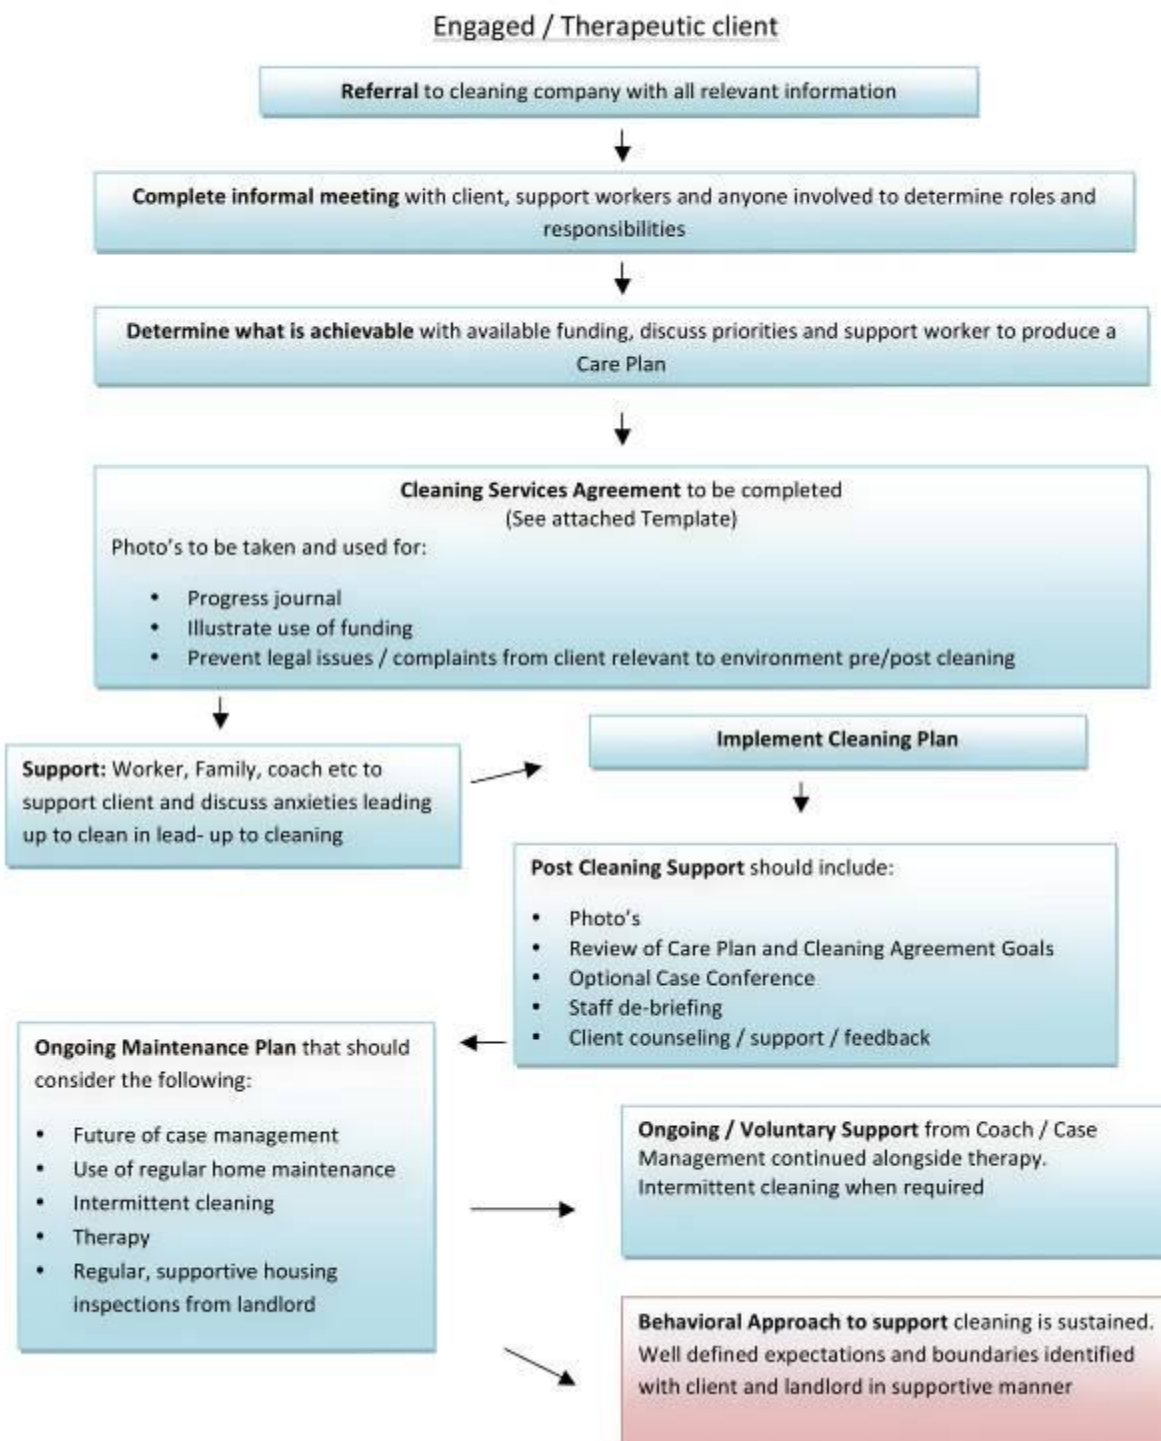 Engaged / Therapeutic client
Referral to cleaning company with all relevant information
Complete informal meeting with client, support workers and anyone involved to determine roles and
responsibilities
Determine what is achievable with available funding, discuss priorities and support worker to produce a
Care Plan
Cleaning Services Agreement to be completed
(See attached Template)
Photo's to be taken and used for:
• Progress journal
• Illustrate use of funding
• Prevent legal issues / complaints from client relevant to environment pre/post cleaning
Support: Worker, Family, coach etc to
support client and discuss anxieties leading
up to clean in lead- up to cleaning
Implement Cleaning Plan
Post Cleaning Support should include:
• Photo's
• Review of Care Plan and Cleaning Agreement Goals
• Optional Case Conference
• Staff de-briefing
• Client counseling / support / feedback
Ongoing Maintenance Plan that should
consider the following:
• Future of case management
• Use of regular home maintenance
• Intermittent cleaning
• Therapy
• Regular, supportive housing
inspections from landlord
Ongoing / Voluntary Support from Coach / Case
Management continued alongside therapy.
Intermittent cleaning when required
Behavioral Approach to support cleaning is sustained.
Well defined expectations and boundaries identified
with client and landlord in supportive manner